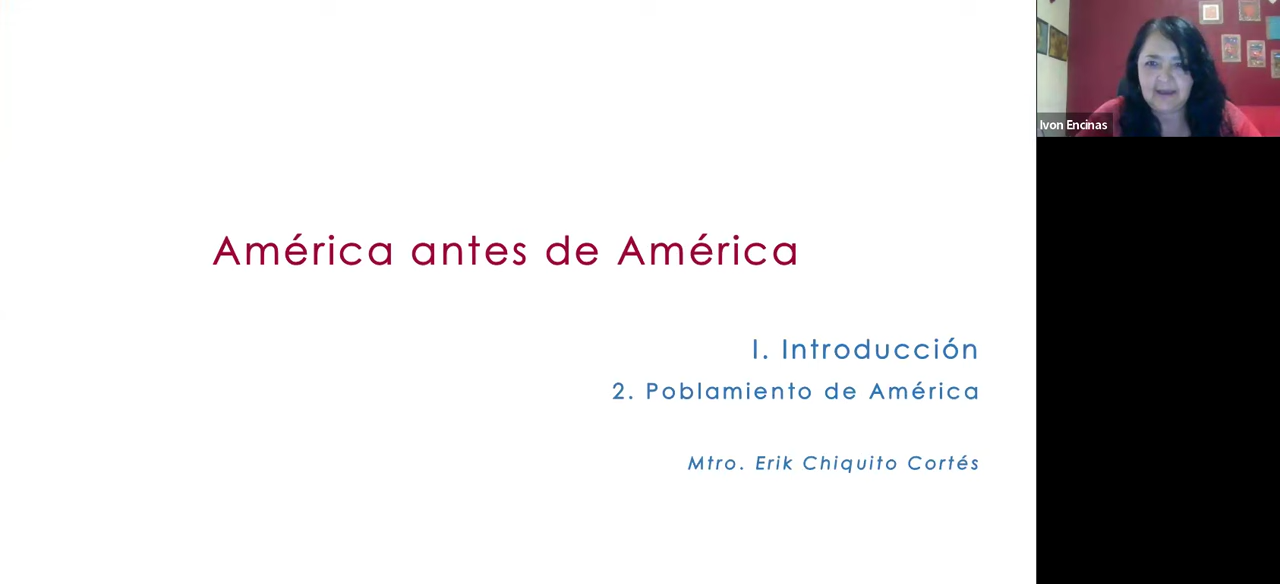 América antes de América
I. Introducción
2. Poblamiento de América
Mtro. Erik Chiquito Cortés
Ivon Encinas